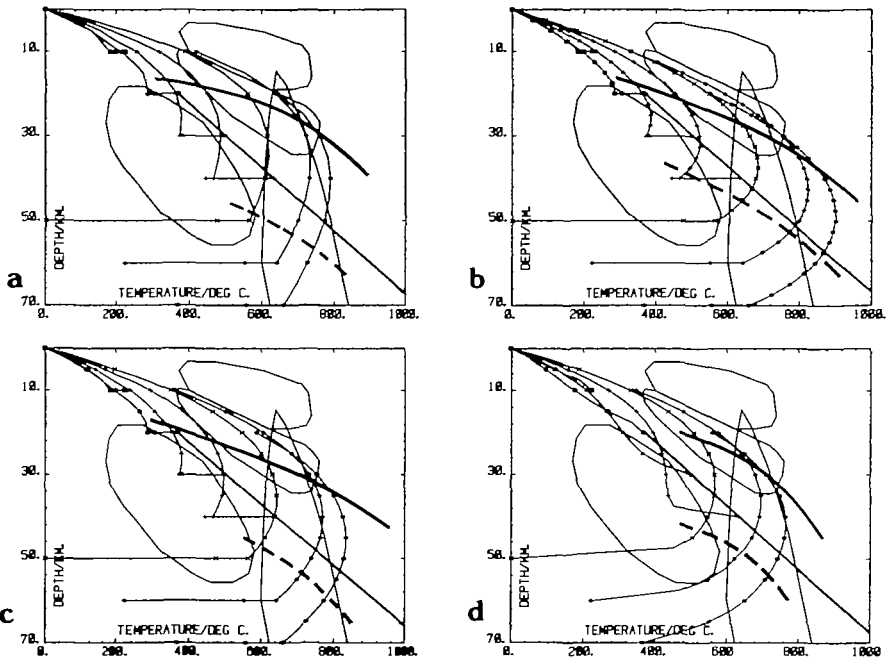 10.
30.
50.
70.
DEPTH/KM.
TEMPERATURE/DEG C.
0. 200. 400. 600. 800. 1000.
a
10.
30.
50.
70.
DEPTH/KM.
TEMPERATURE/DEG C.
0. 200. 400. 600. 800. 1000.
b
10.
30.
50.
70.
DEPTH/KM.
TEMPERATURE/DEG C.
0. 200. 400. 600. 800. 1000.
c
10.
30.
50.
70.
DEPTH/KM.
TEMPERATURE/DEG C.
0. 200. 400. 600. 800. 1000.
d